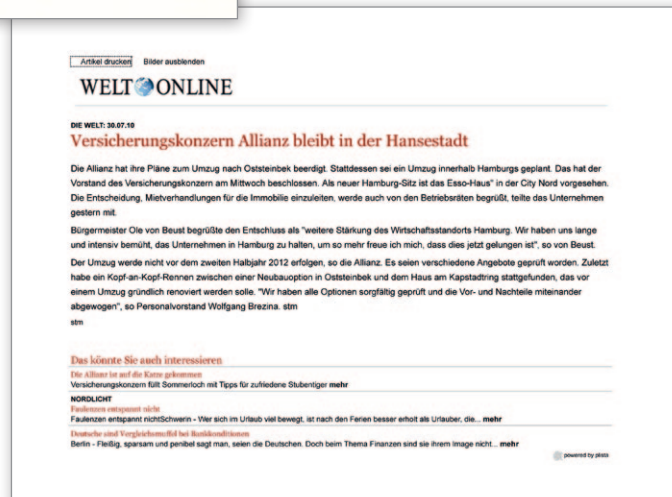 Artikel drucken Bilder ausblenden
WELT ONLINE
DIE WELT: 30.07.10
Versicherungskonzern Allianz bleibt in der Hansestadt
Die Allianz hat ihre Pläne zum Umzug nach Oststeinbek beerdigt. Stattdessen sei ein Umzug innerhalb Hamburgs geplant. Das hat der
Vorstand des Versicherungskonzern am Mittwoch beschlossen. Als neuer Hamburg-Sitz ist das Esso-Haus" in der City Nord vorgesehen.
Die Entscheidung, Mietverhandlungen für die Immobilie einzuleiten, werde auch von den Betriebsräten begrüßt, teilte das Unternehmen
gestern mit.
Bürgermeister Ole von Beust begrüßte den Entschluss als "weitere Stärkung des Wirtschaftsstandorts Hamburg. Wir haben uns lange
und intensiv bemüht, das Unternehmen in Hamburg zu halten, um so mehr freue ich mich, dass dies jetzt gelungen ist", so von Beust.
Der Umzug werde nicht vor dem zweiten Halbjahr 2012 erfolgen, so die Allianz. Es seien verschiedene Angebote geprüft worden. Zuletzt
habe ein Kopf-an-Kopf-Rennen zwischen einer Neubauoption in Oststeinbek und dem Haus am Kapstadtring stattgefunden, das vor
einem Umzug gründlich renoviert werden solle. "Wir haben alle Optionen sorgfältig geprüft und die Vor- und Nachteile miteinander
abgewogen", so Personalvorstand Wolfgang Brezina. stm
stm
Das könnte Sie auch interessieren
Die Allianz ist auf die Katze gekommen
Versicherungskonzern füllt Sommerloch mit Tipps für zufriedene Stubentiger mehr
NORDLICHT
Faulenzen entspannt nicht
Faulenzen entspannt nichtSchwerin - Wer sich im Urlaub viel bewegt, ist nach den Ferien besser erholt als Urlauber, die... mehr
Deutsche sind Vergleichsmuffel bei Bankkonditionen
Berlin - Fleißig, sparsam und penibel sagt man, seien die Deutschen. Doch beim Thema Finanzen sind sie ihrem Image nicht... mehr
powered by plista